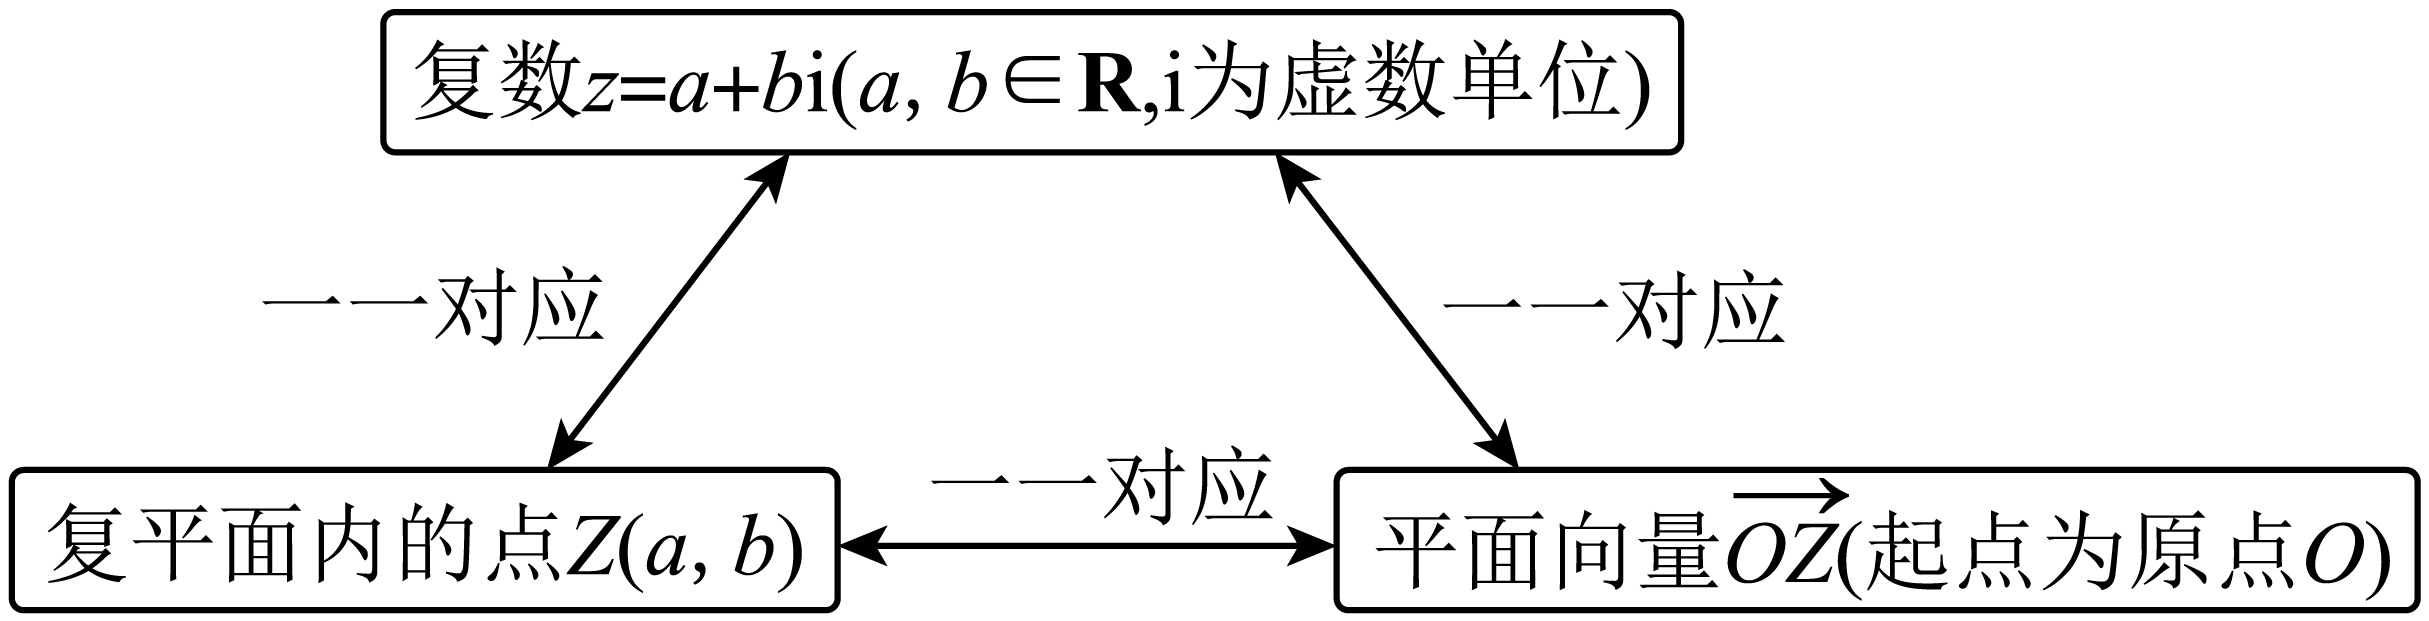 复数z=a+bi(a, b∈R,i为虚数单位)
一一对应
一一对应
一一对应
复平面内的点Z(a, b)
平面向量\overrightarrow{OZ}(起点为原点O)